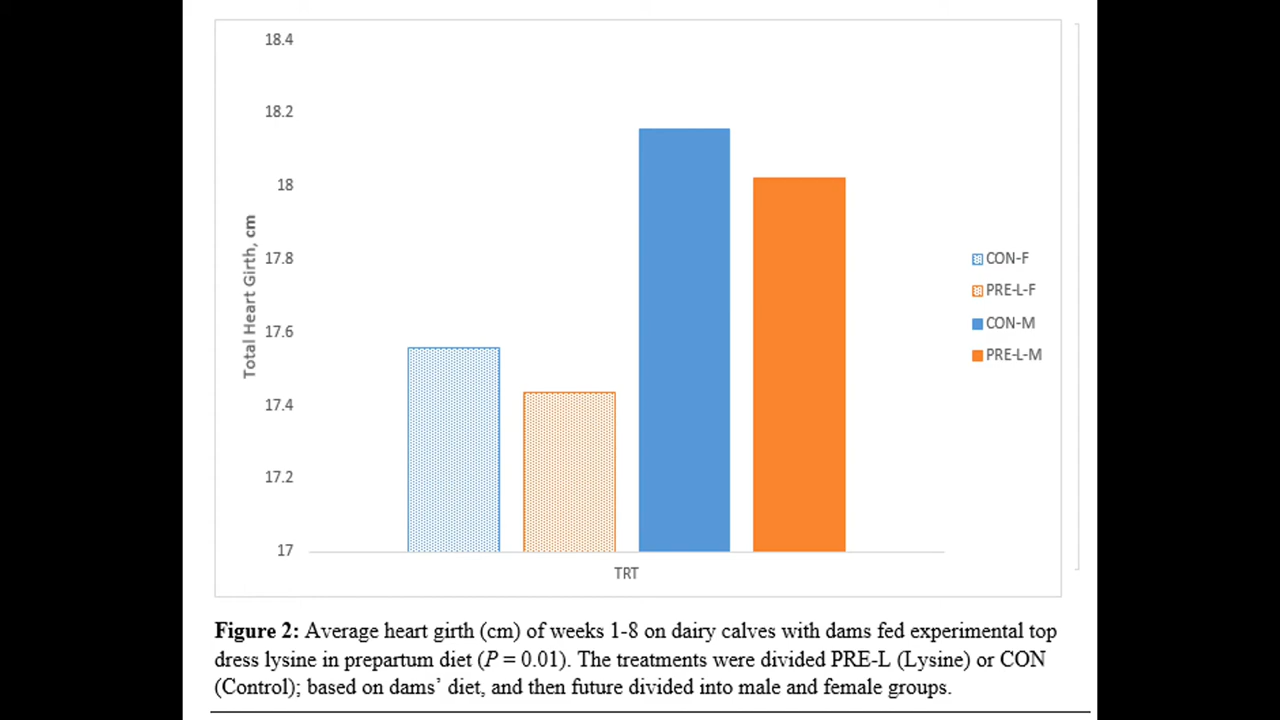 18.4
18.2
18
17.8
17.6
17.4
17.2
17
Total Heart Girth, cm
TRT
CON-F
PRE-L-F
CON-M
PRE-L-M
Figure 2: Average heart girth (cm) of weeks 1-8 on dairy calves with dams fed experimental top
dress lysine in prepartum diet (P = 0.01). The treatments were divided PRE-L (Lysine) or CON
(Control); based on dams’ diet, and then future divided into male and female groups.